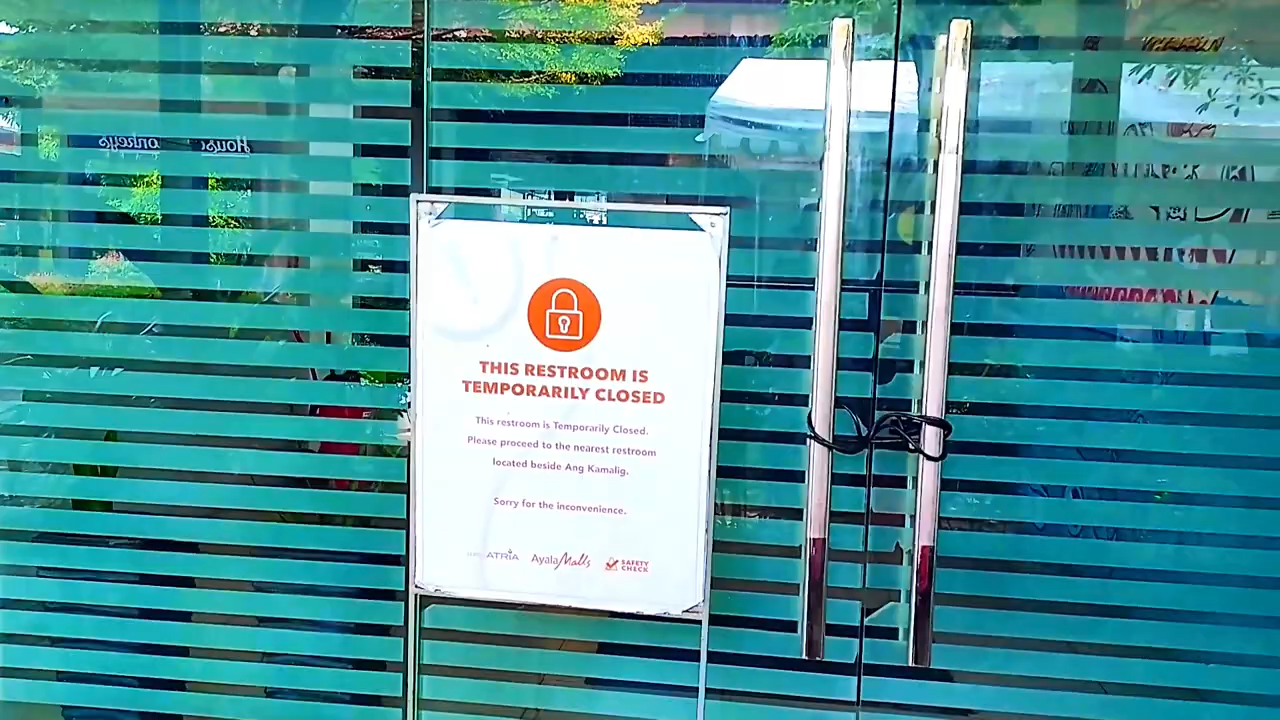 House
THIS RESTROOM IS
TEMPORARILY CLOSED
This restroom is Temporarily Closed.
Please proceed to the nearest restroom
located beside Ang Kamalig.
Sorry for the inconvenience.
ATRIA AyalaMalls SAFETY
CHECK